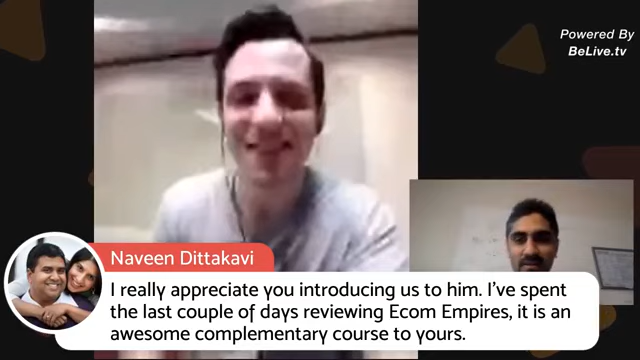 Powered By
BeLive.tv
Naveen Dittakavi
I really appreciate you introducing us to him. I've spent
the last couple of days reviewing Ecom Empires, it is an
awesome complementary course to yours.